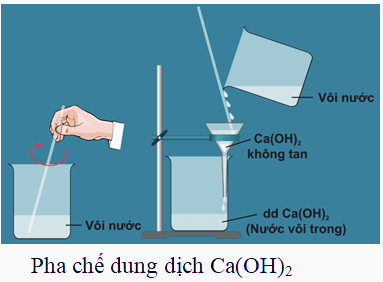 Vôi nước
Ca(OH)₂
không tan
Vôi nước
dd Ca(OH)₂
(Nước vôi trong)
Pha chế dung dịch Ca(OH)₂